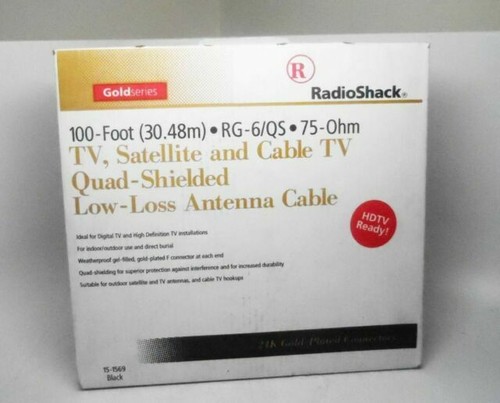 Goldseries
R
RadioShack®
100-Foot (30.48m) • RG-6/QS • 75-Ohm
TV, Satellite and Cable TV
Quad-Shielded
Low-Loss Antenna Cable
HDTV
Ready!
Ideal for Digital TV and High Definition TV installations
For indoor/outdoor use and direct burial
Weatherproof gel-filled, gold-plated F connector at each end
Quad-shielding for superior protection against interference and for increased durability
Suitable for outdoor satellite and TV antennas, and cable TV hookups
24K Gold-Plated Connectors
15-1569
Black